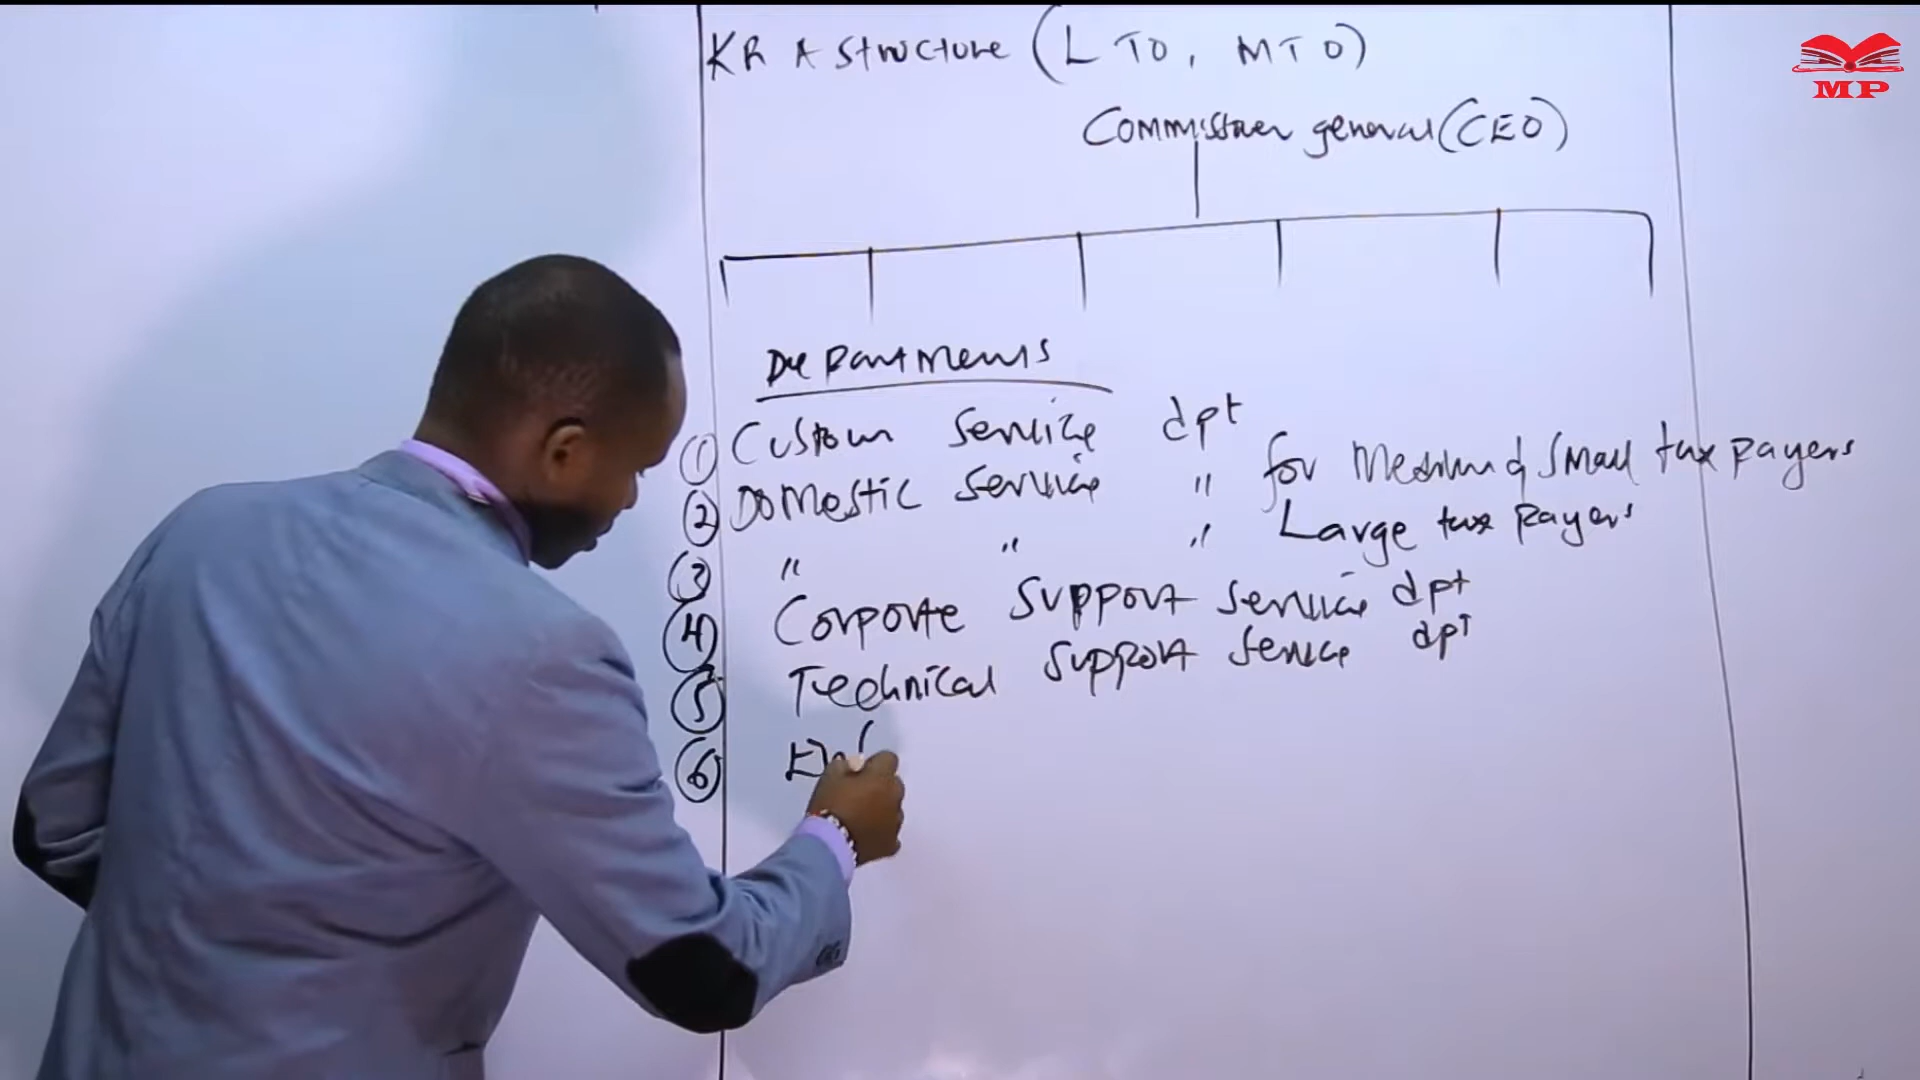 KRA structure (LTO, MTO)
MP
Commissioner general (CEO)
Departments
① Custom Service dpt
② Domestic Service " for Medium & Small tax payers
③ " " " Large tax payers
④ Corporate Support Service dpt
⑤ Technical Support Service dpt
⑥ Enf